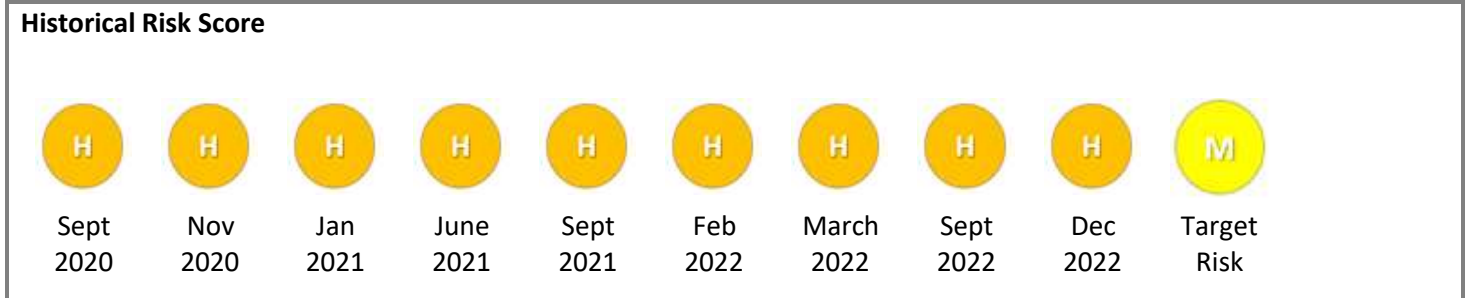 Historical Risk Score
H H H H H H H H H M
Sept Nov Jan June Sept Feb March Sept Dec Target
2020 2020 2021 2021 2021 2022 2022 2022 2022 Risk